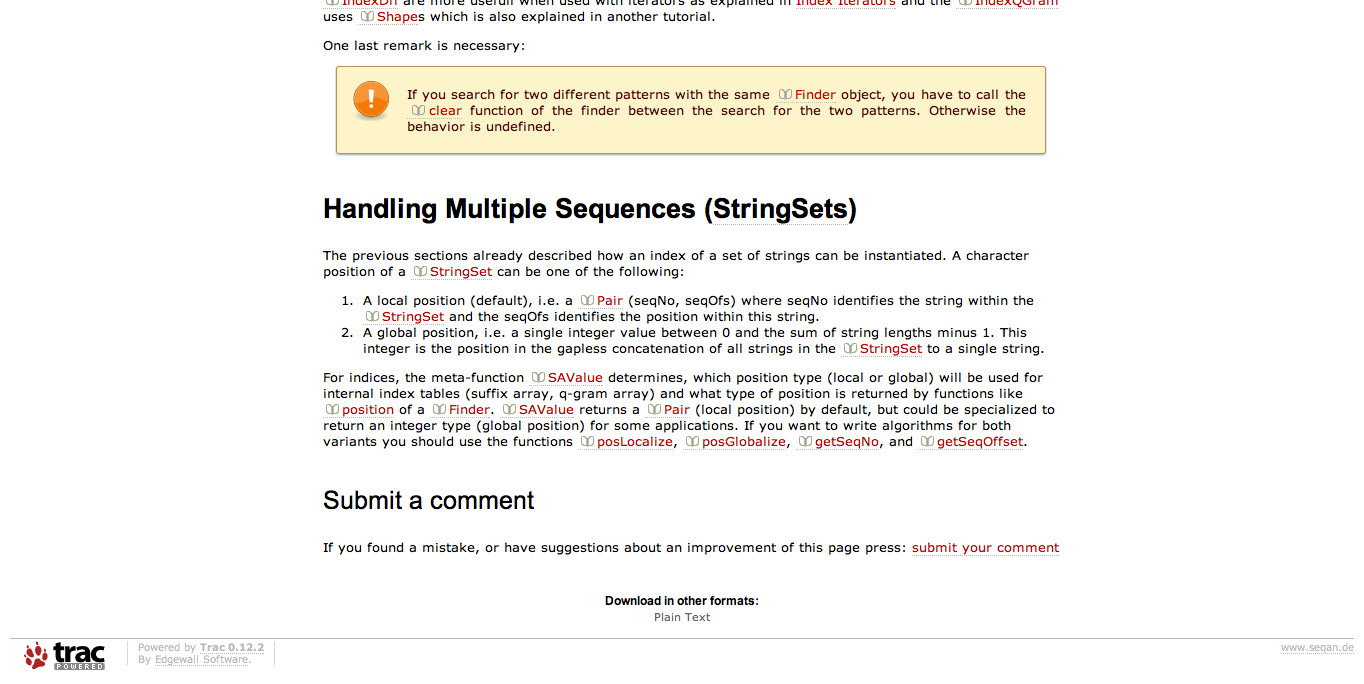 IndexDfi are more usefull when used with iterators as explained in Index Iterators and the IndexQGram
uses Shapes which is also explained in another tutorial.
One last remark is necessary:
If you search for two different patterns with the same Finder object, you have to call the
clear function of the finder between the search for the two patterns. Otherwise the
behavior is undefined.
Handling Multiple Sequences (StringSets)
The previous sections already described how an index of a set of strings can be instantiated. A character
position of a StringSet can be one of the following:
1. A local position (default), i.e. a Pair (seqNo, seqOfs) where seqNo identifies the string within the
StringSet and the seqOfs identifies the position within this string.
2. A global position, i.e. a single integer value between 0 and the sum of string lengths minus 1. This
integer is the position in the gapless concatenation of all strings in the StringSet to a single string.
For indices, the meta-function SAValue determines, which position type (local or global) will be used for
internal index tables (suffix array, q-gram array) and what type of position is returned by functions like
position of a Finder. SAValue returns a Pair (local position) by default, but could be specialized to
return an integer type (global position) for some applications. If you want to write algorithms for both
variants you should use the functions posLocalize, posGlobalize, getSeqNo, and getSeqOffset.
Submit a comment
If you found a mistake, or have suggestions about an improvement of this page press: submit your comment
Download in other formats:
Plain Text
trac POWERED
Powered by Trac 0.12.2
By Edgewall Software.
www.seqan.de